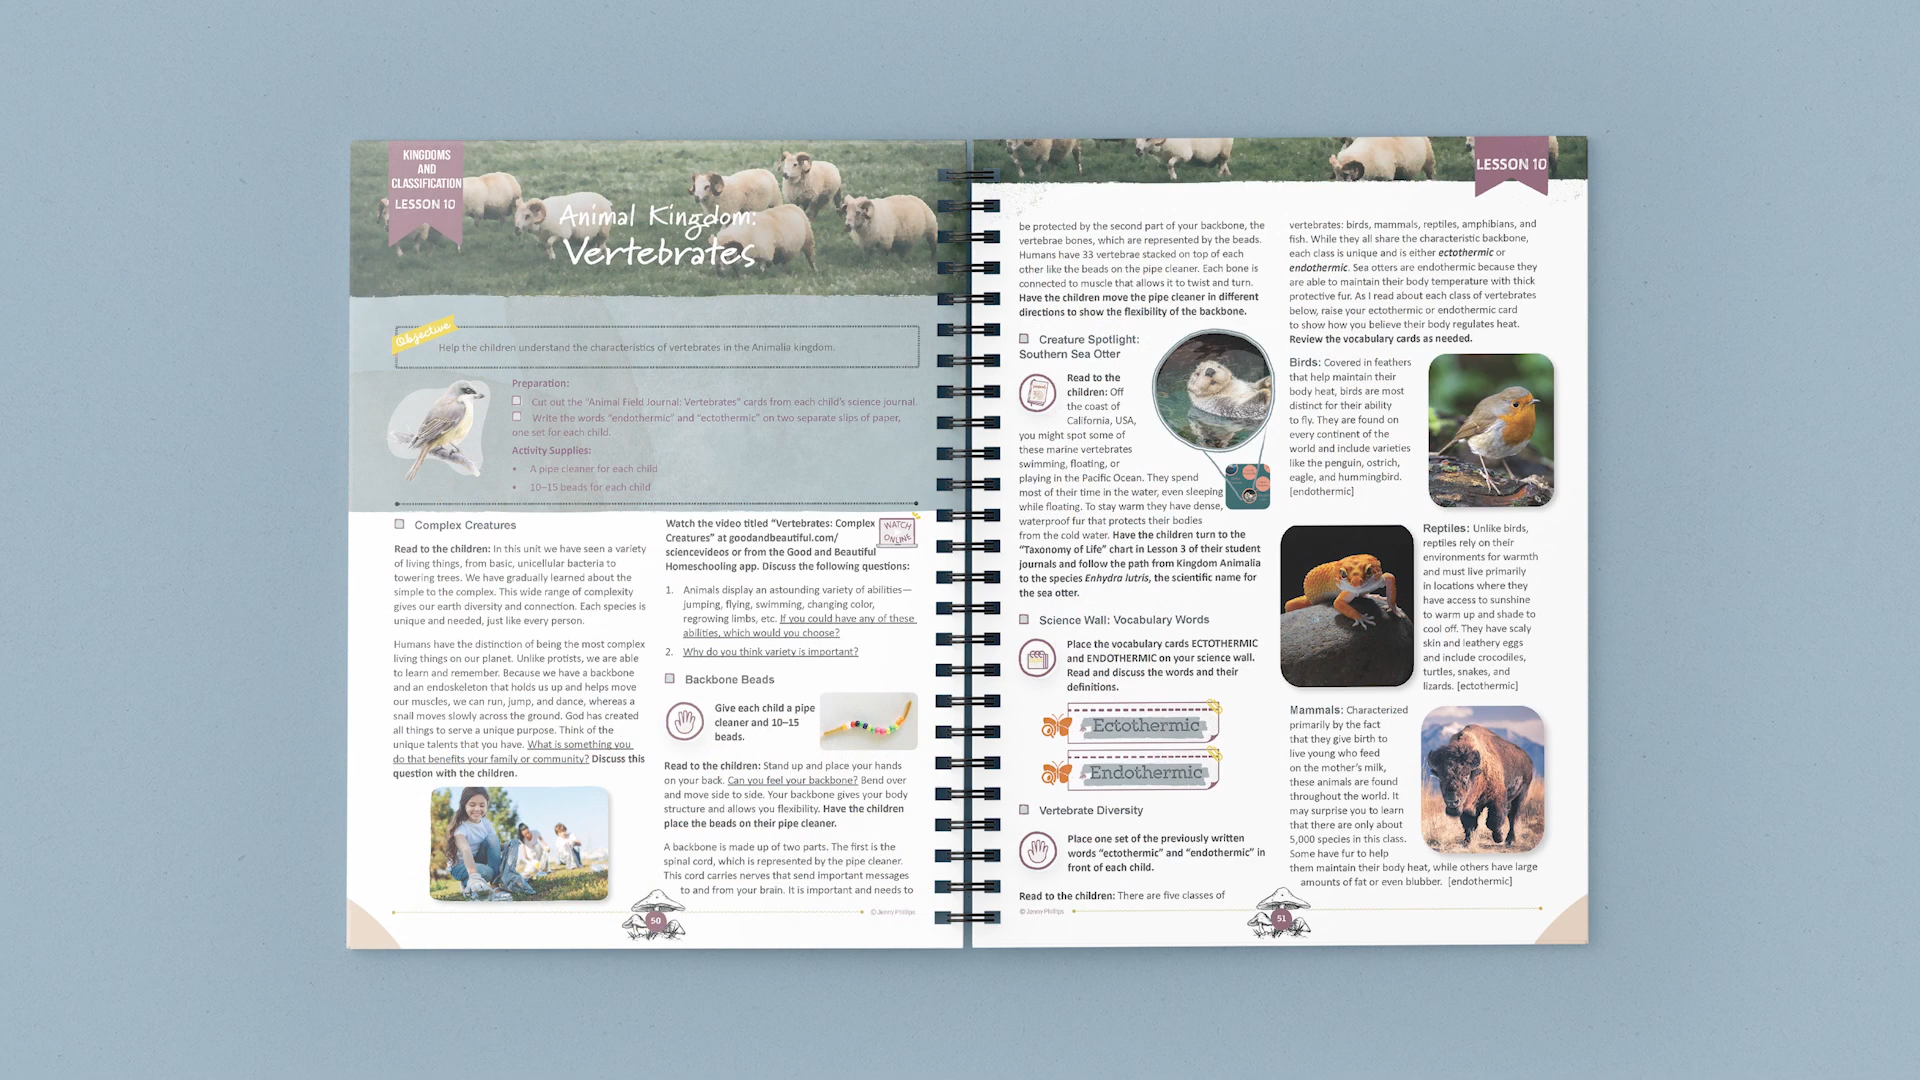 KINGDOMS
AND
CLASSIFICATION
LESSON 10
Animal Kingdom:
Vertebrates
Objective
Help the children understand the characteristics of vertebrates in the Animalia kingdom.
Preparation:
Cut out the "Animal Field Journal: Vertebrates" cards from each child's science journal.
Write the words "endothermic" and "ectothermic" on two separate slips of paper,
one set for each child.
Activity Supplies:
• A pipe cleaner for each child
• 10–15 beads for each child
Complex Creatures
Read to the children: In this unit we have seen a variety
of living things, from basic, unicellular bacteria to
towering trees. We have gradually learned about the
simple to the complex. This wide range of complexity
gives our earth diversity and connection. Each species is
unique and needed, just like every person.
Humans have the distinction of being the most complex
living things on our planet. Unlike protists, we are able
to learn and remember. Because we have a backbone
and an endoskeleton that holds us up and helps move
our muscles, we can run, jump, and dance, whereas a
snail moves slowly across the ground. God has created
all things to serve a unique purpose. Think of the
unique talents that you have. What is something you
do that benefits your family or community? Discuss this
question with the children.
Watch the video titled "Vertebrates: Complex
Creatures" at goodandbeautiful.com/
sciencevideos or from the Good and Beautiful
Homeschooling app. Discuss the following questions:
WATCH
ONLINE
1. Animals display an astounding variety of abilities—
jumping, flying, swimming, changing color,
regrowing limbs, etc. If you could have any of these
abilities, which would you choose?
2. Why do you think variety is important?
Backbone Beads
Give each child a pipe
cleaner and 10–15
beads.
Read to the children: Stand up and place your hands
on your back. Can you feel your backbone? Bend over
and move side to side. Your backbone gives your body
structure and allows you flexibility. Have the children
place the beads on their pipe cleaner.
A backbone is made up of two parts. The first is the
spinal cord, which is represented by the pipe cleaner.
This cord carries nerves that send important messages
to and from your brain. It is important and needs to
50
© Jenny Phillips
LESSON 10
be protected by the second part of your backbone, the
vertebrae bones, which are represented by the beads.
Humans have 33 vertebrae stacked on top of each
other like the beads on the pipe cleaner. Each bone is
connected to muscle that allows it to twist and turn.
Have the children move the pipe cleaner in different
directions to show the flexibility of the backbone.
Creature Spotlight:
Southern Sea Otter
Read to the
children: Off
the coast of
California, USA,
you might spot some of
these marine vertebrates
swimming, floating, or
playing in the Pacific Ocean. They spend
most of their time in the water, even sleeping
while floating. To stay warm they have dense,
waterproof fur that protects their bodies
from the cold water. Have the children turn to the
"Taxonomy of Life" chart in Lesson 3 of their student
journals and follow the path from Kingdom Animalia
to the species Enhydra lutris, the scientific name for
the sea otter.
Science Wall: Vocabulary Words
Place the vocabulary cards ECTOTHERMIC
and ENDOTHERMIC on your science wall.
Read and discuss the words and their
definitions.
Ectothermic
Endothermic
Vertebrate Diversity
Place one set of the previously written
words "ectothermic" and "endothermic" in
front of each child.
Read to the children: There are five classes of
© Jenny Phillips
vertebrates: birds, mammals, reptiles, amphibians, and
fish. While they all share the characteristic backbone,
each class is unique and is either ectothermic or
endothermic. Sea otters are endothermic because they
are able to maintain their body temperature with thick
protective fur. As I read about each class of vertebrates
below, raise your ectothermic or endothermic card
to show how you believe their body regulates heat.
Review the vocabulary cards as needed.
Birds: Covered in feathers
that help maintain their
body heat, birds are most
distinct for their ability
to fly. They are found on
every continent of the
world and include varieties
like the penguin, ostrich,
eagle, and hummingbird.
[endothermic]
Reptiles: Unlike birds,
reptiles rely on their
environments for warmth
and must live primarily
in locations where they
have access to sunshine
to warm up and shade to
cool off. They have scaly
skin and leathery eggs
and include crocodiles,
turtles, snakes, and
lizards. [ectothermic]
Mammals: Characterized
primarily by the fact
that they give birth to
live young who feed
on the mother's milk,
these animals are found
throughout the world. It
may surprise you to learn
that there are only about
5,000 species in this class.
Some have fur to help
them maintain their body heat, while others have large
amounts of fat or even blubber. [endothermic]
51